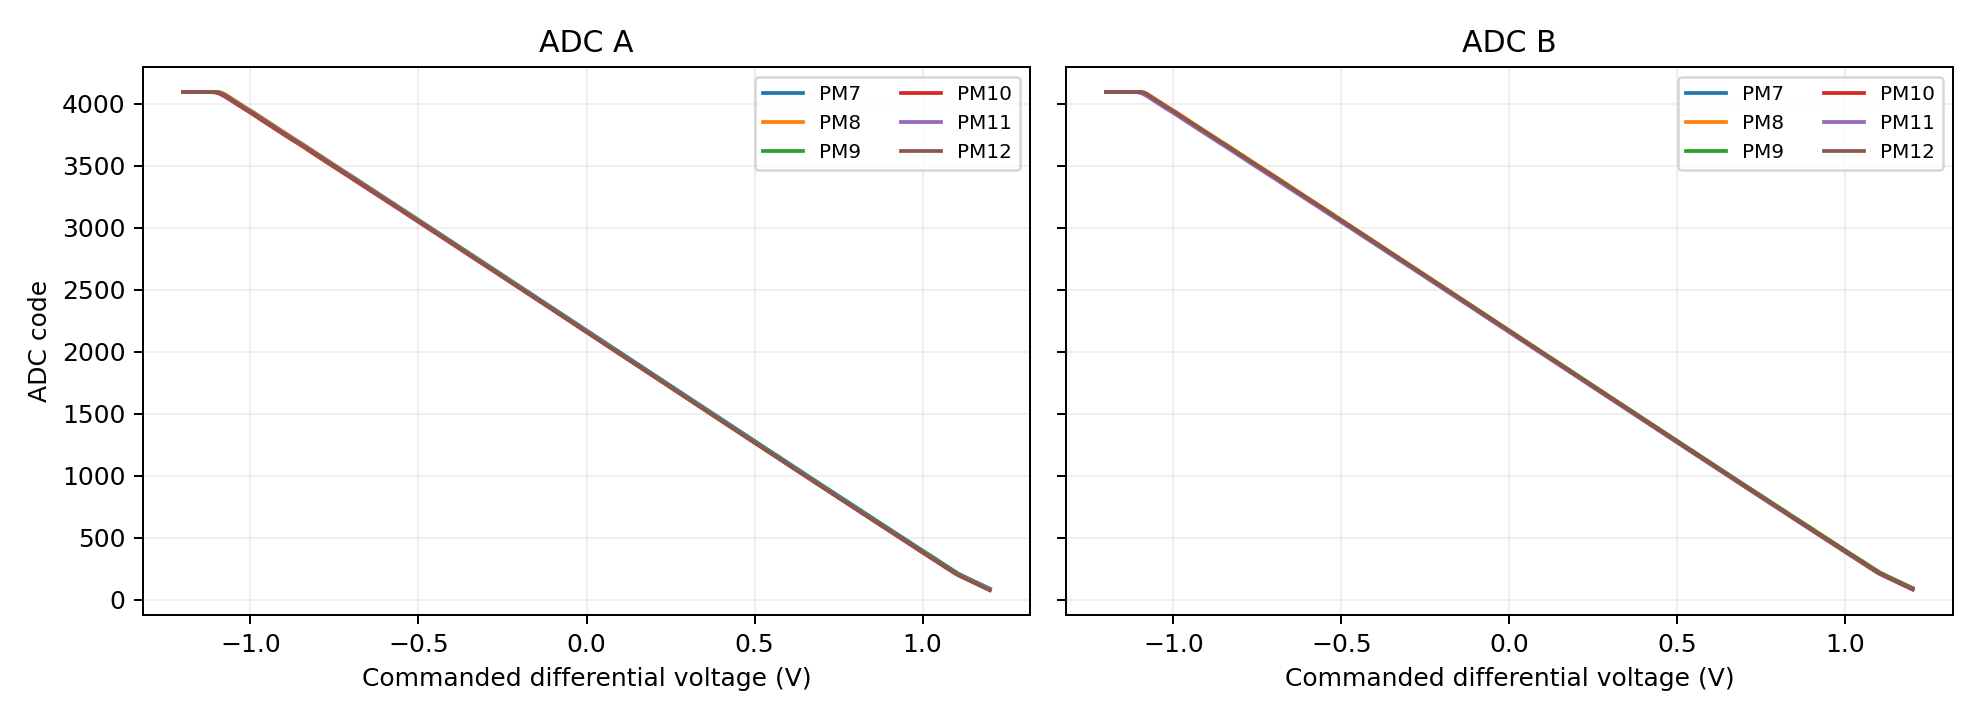 ADC A
ADC B
PM7
PM8
PM9
PM10
PM11
PM12
PM7
PM8
PM9
PM10
PM11
PM12
ADC code
4000
3500
3000
2500
2000
1500
1000
500
0
−1.0
−0.5
0.0
0.5
1.0
−1.0
−0.5
0.0
0.5
1.0
Commanded differential voltage (V)
Commanded differential voltage (V)